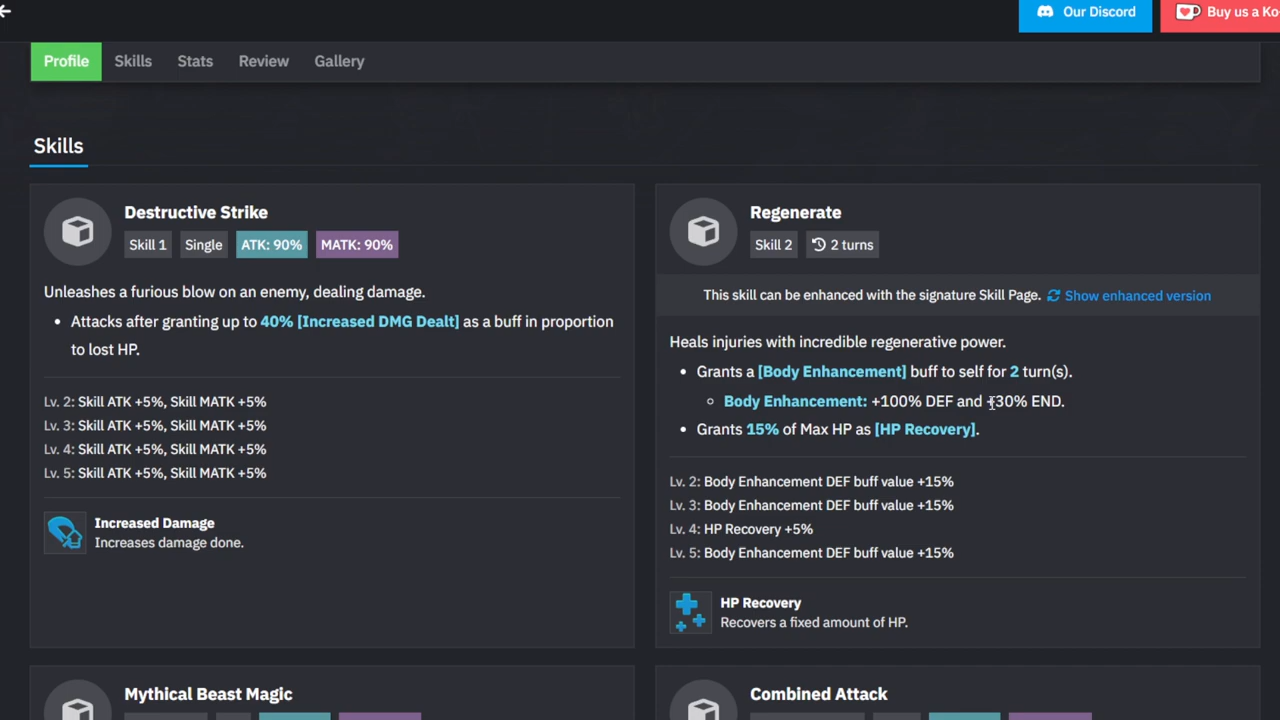 Our Discord
Buy us a Ko-
Profile
Skills
Stats
Review
Gallery
Skills
Destructive Strike
Skill 1
Single
ATK: 90%
MATK: 90%
Unleashes a furious blow on an enemy, dealing damage.
• Attacks after granting up to 40% [Increased DMG Dealt] as a buff in proportion
to lost HP.
Lv. 2: Skill ATK +5%, Skill MATK +5%
Lv. 3: Skill ATK +5%, Skill MATK +5%
Lv. 4: Skill ATK +5%, Skill MATK +5%
Lv. 5: Skill ATK +5%, Skill MATK +5%
Increased Damage
Increases damage done.
Regenerate
Skill 2
2 turns
This skill can be enhanced with the signature Skill Page. Show enhanced version
Heals injuries with incredible regenerative power.
• Grants a [Body Enhancement] buff to self for 2 turn(s).
Body Enhancement: +100% DEF and +30% END.
• Grants 15% of Max HP as [HP Recovery].
Lv. 2: Body Enhancement DEF buff value +15%
Lv. 3: Body Enhancement DEF buff value +15%
Lv. 4: HP Recovery +5%
Lv. 5: Body Enhancement DEF buff value +15%
HP Recovery
Recovers a fixed amount of HP.
Mythical Beast Magic
Combined Attack